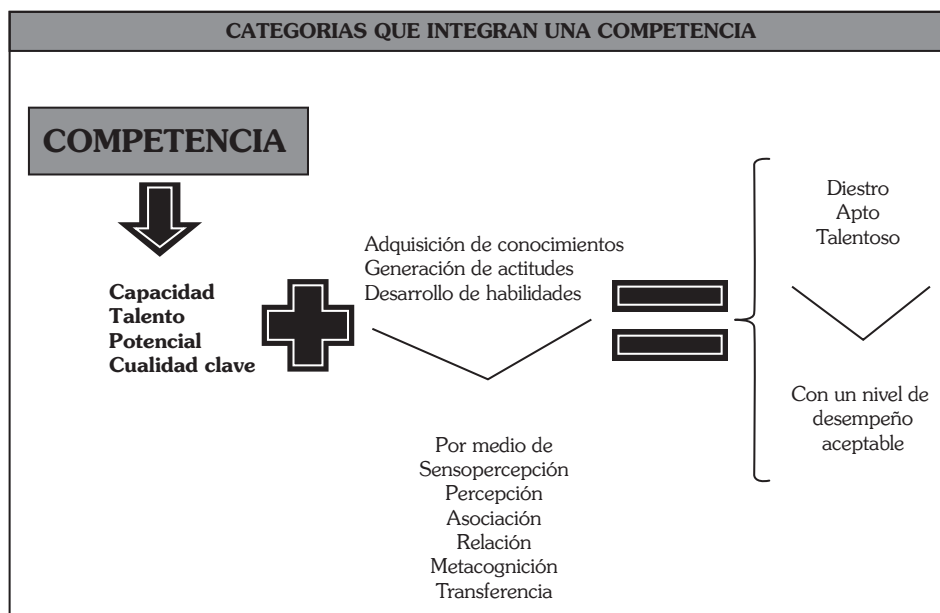 CATEGORIAS QUE INTEGRAN UNA COMPETENCIA
COMPETENCIA
Capacidad
Talento
Potencial
Cualidad clave
Adquisición de conocimientos
Generación de actitudes
Desarrollo de habilidades
Por medio de
Sensopercepción
Percepción
Asociación
Relación
Metacognición
Transferencia
Diestro
Apto
Talentoso
Con un nivel de
desempeño
aceptable